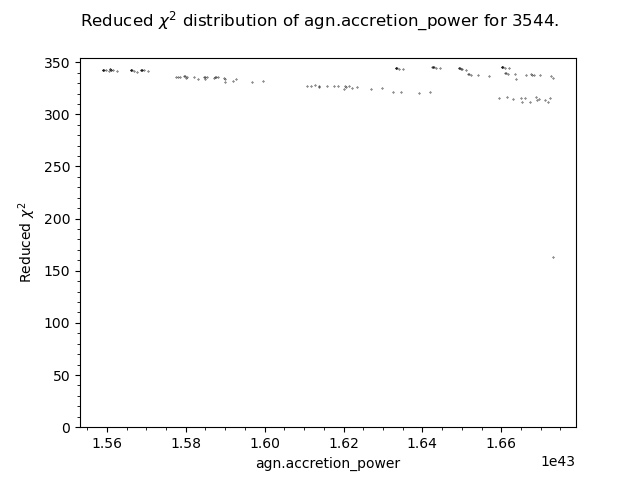 Reduced χ² distribution of agn.accretion_power for 3544.
350
300
250
200
150
100
50
0
Reduced χ²
1.56 1.58 1.60 1.62 1.64 1.66
agn.accretion_power
1e43